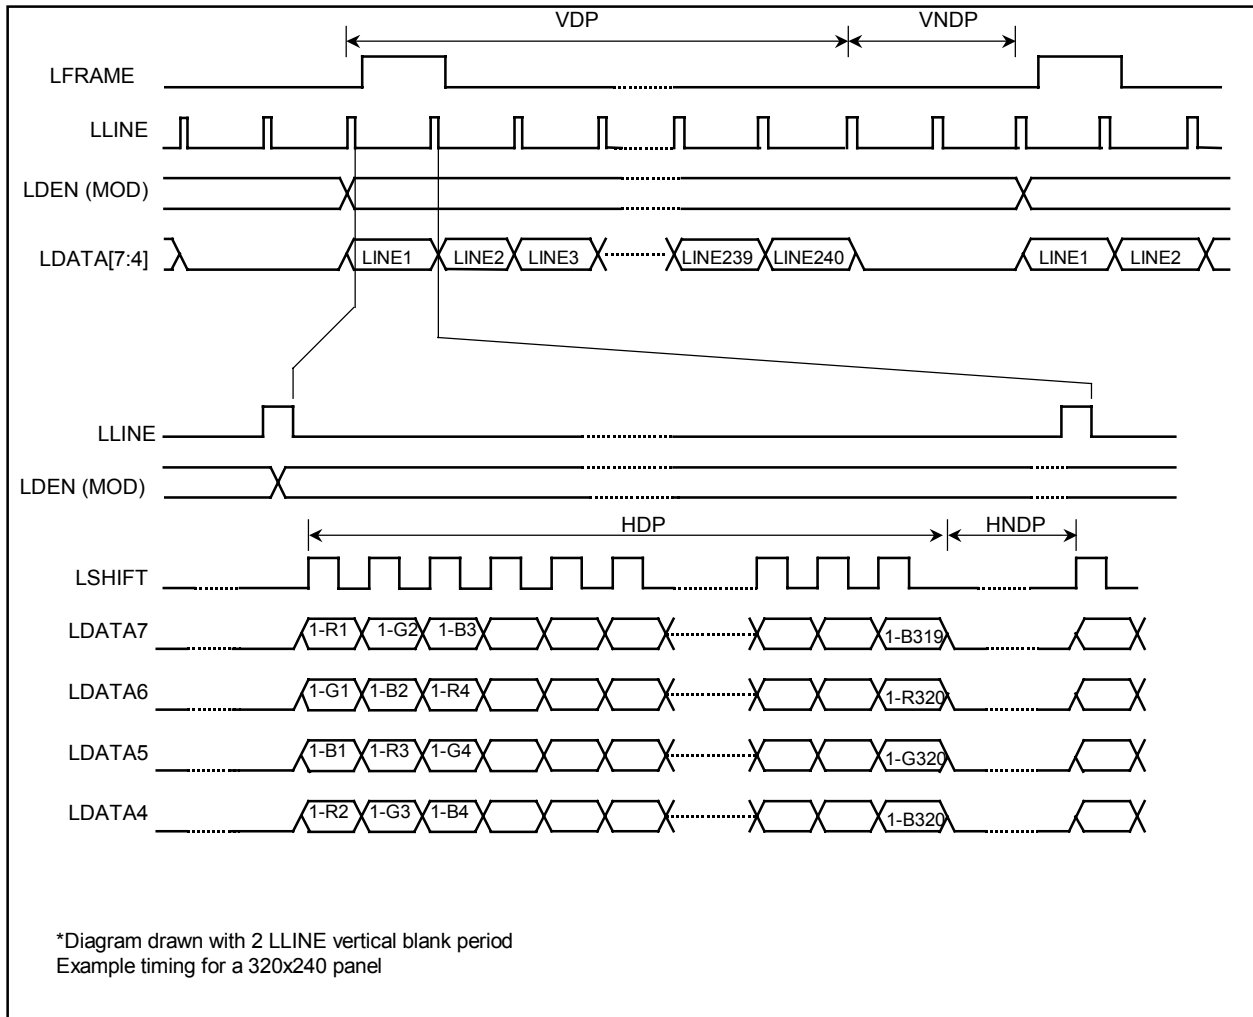 VDP VNDP
LFRAME
LLINE
LDEN (MOD)
LDATA[7:4] LINE1 LINE2 LINE3 LINE239 LINE240 LINE1 LINE2
LLINE
LDEN (MOD)
HDP HNDP
LSHIFT
LDATA7 1-R1 1-G2 1-B3 1-B319
LDATA6 1-G1 1-B2 1-R4 1-R320
LDATA5 1-B1 1-R3 1-G4 1-G320
LDATA4 1-R2 1-G3 1-B4 1-B320
*Diagram drawn with 2 LLINE vertical blank period
Example timing for a 320x240 panel